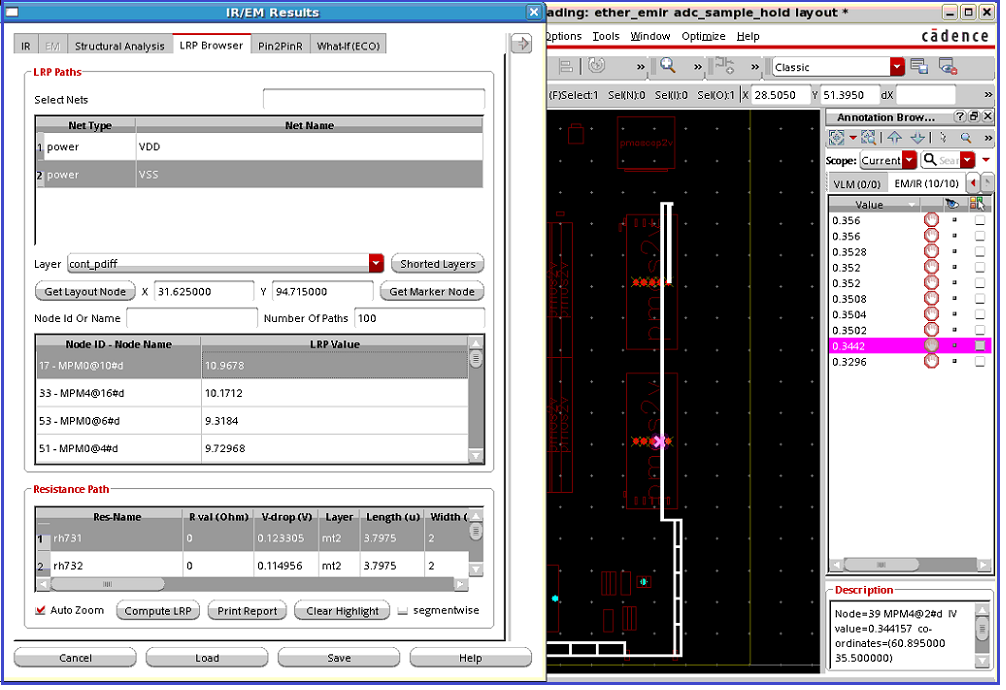 IR/EM Results
IR EM Structural Analysis LRP Browser Pin2PinR What-If(ECO)
LRP Paths
Select Nets
Net Type Net Name
1 power VDD
2 power VSS
Layer cont_pdiff Shorted Layers
Get Layout Node X 31.625000 Y 94.715000 Get Marker Node
Node Id Or Name Number Of Paths 100
Node ID - Node Name LRP Value
17 - MPM0@10#d 10.9678
33 - MPM4@16#d 10.1712
53 - MPM0@6#d 9.3184
51 - MPM0@4#d 9.72968
Resistance Path
Res-Name R val (Ohm) V-drop (V) Layer Length (u) Width (
1 rh731 0 0.123305 mt2 3.7975 2
2 rh732 0 0.114956 mt2 3.7975 2
Auto Zoom Compute LRP Print Report Clear Highlight segmentwise
Cancel Load Save Help
ading: ether_emir adc_sample_hold layout *
Options Tools Window Optimize Help cādence
» » » Classic
(F)Select:1 Sel(N):0 Sel(I):0 Sel(O):1 X 28.5050 Y 51.3950 dX »
Annotation Brow... ?
»
Scope: Current Sear
VLM (0/0) EM/IR (10/10)
Value
0.356
0.356
0.3528
0.352
0.352
0.3508
0.3504
0.3502
0.3442
0.3296
Description
Node=39 MPM4@2#d IV
value=0.344157 co-
ordinates=(60.895000
35.500000)